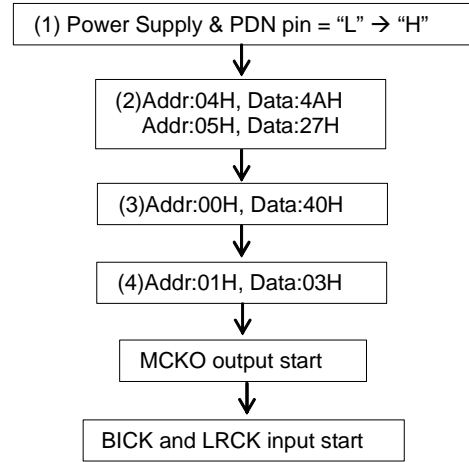 (1) Power Supply & PDN pin = “L” → “H”
(2)Addr:04H, Data:4AH
Addr:05H, Data:27H
(3)Addr:00H, Data:40H
(4)Addr:01H, Data:03H
MCKO output start
BICK and LRCK input start